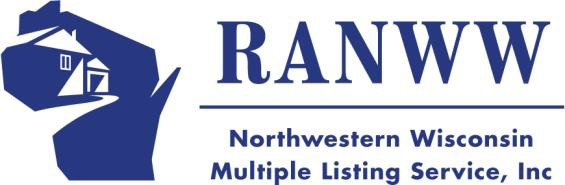 RANWW
Northwestern Wisconsin
Multiple Listing Service, Inc